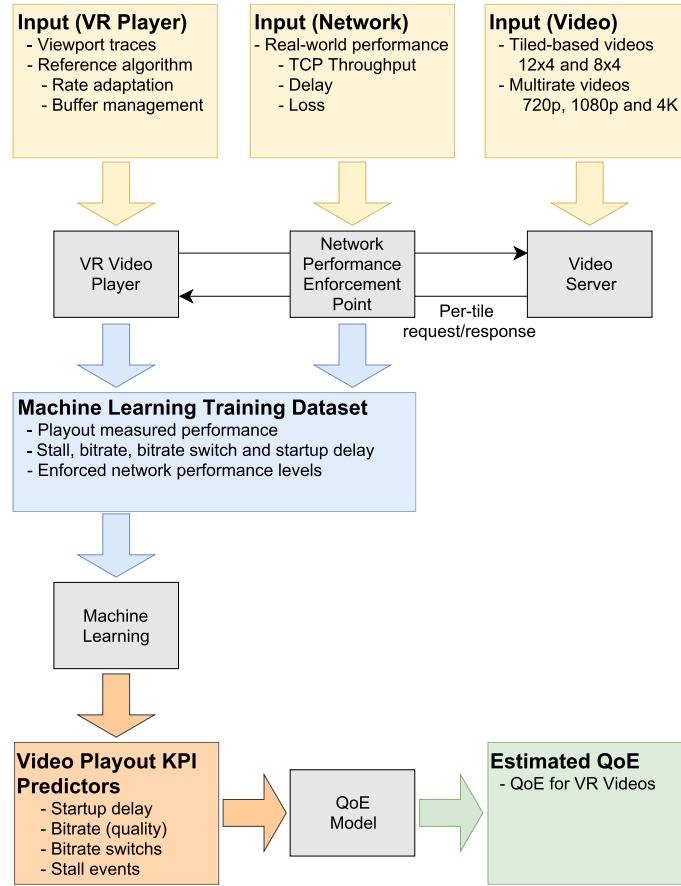 Input (VR Player)
- Viewport traces
- Reference algorithm
- Rate adaptation
- Buffer management
Input (Network)
- Real-world performance
- TCP Throughput
- Delay
- Loss
Input (Video)
- Tiled-based videos
12x4 and 8x4
- Multirate videos
720p, 1080p and 4K
VR Video
Player
Network
Performance
Enforcement
Point
Video
Server
Per-tile
request/response
Machine Learning Training Dataset
- Playout measured performance
- Stall, bitrate, bitrate switch and startup delay
- Enforced network performance levels
Machine
Learning
Video Playout KPI
Predictors
- Startup delay
- Bitrate (quality)
- Bitrate switchs
- Stall events
QoE
Model
Estimated QoE
- QoE for VR Videos